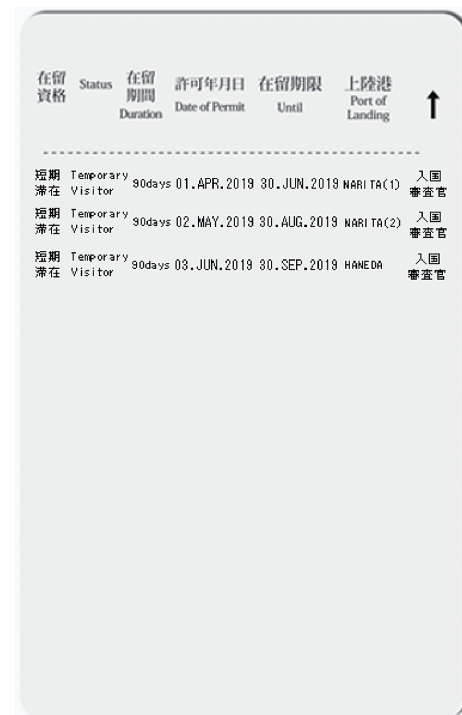 在留資格 Status 在留期間 Duration 許可年月日 Date of Permit 在留期限 Until 上陸港 Port of Landing ↑
短期滞在 Temporary Visitor 90days 01.APR.2019 30.JUN.2019 NARITA(1) 入国審査官
短期滞在 Temporary Visitor 90days 02.MAY.2019 30.AUG.2019 NARITA(2) 入国審査官
短期滞在 Temporary Visitor 90days 03.JUN.2019 30.SEP.2019 HANEDA 入国審査官